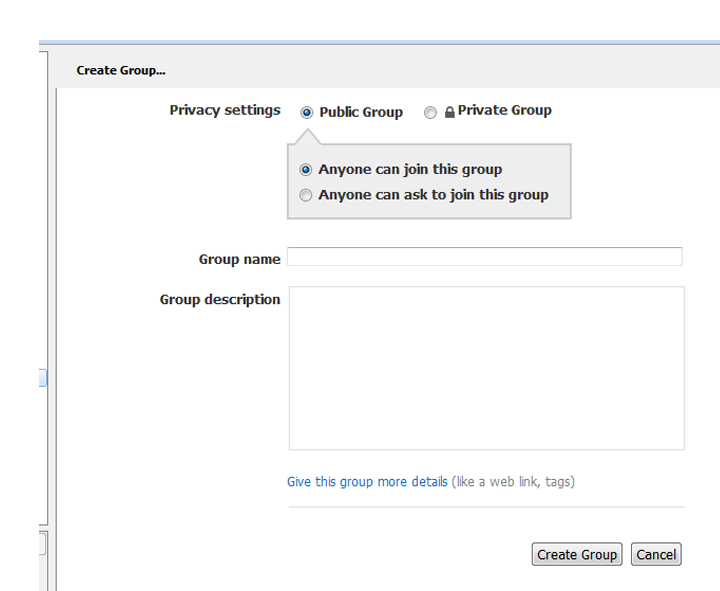 Create Group...
Privacy settings Public Group Private Group
Anyone can join this group
Anyone can ask to join this group
Group name
Group description
Give this group more details (like a web link, tags)
Create Group Cancel